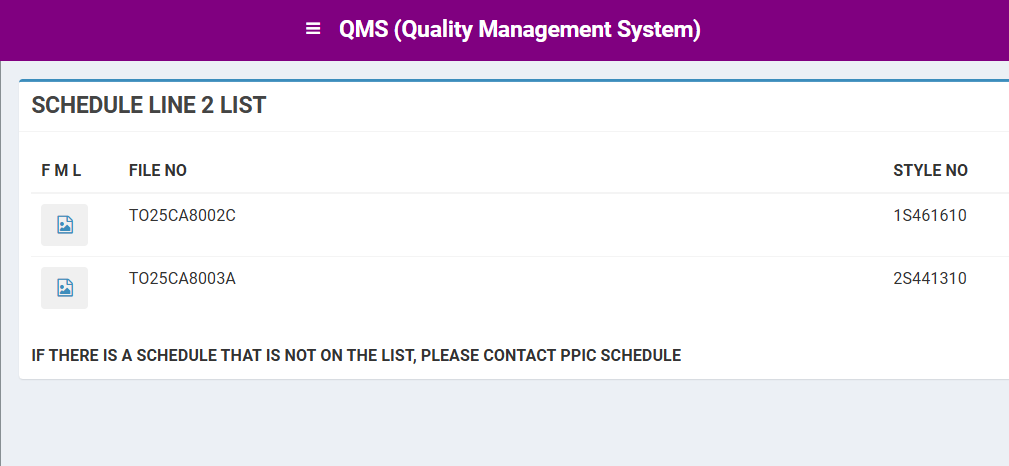 QMS (Quality Management System)
SCHEDULE LINE 2 LIST
F M L FILE NO STYLE NO
TO25CA8002C 1S461610
TO25CA8003A 2S441310
IF THERE IS A SCHEDULE THAT IS NOT ON THE LIST, PLEASE CONTACT PPIC SCHEDULE